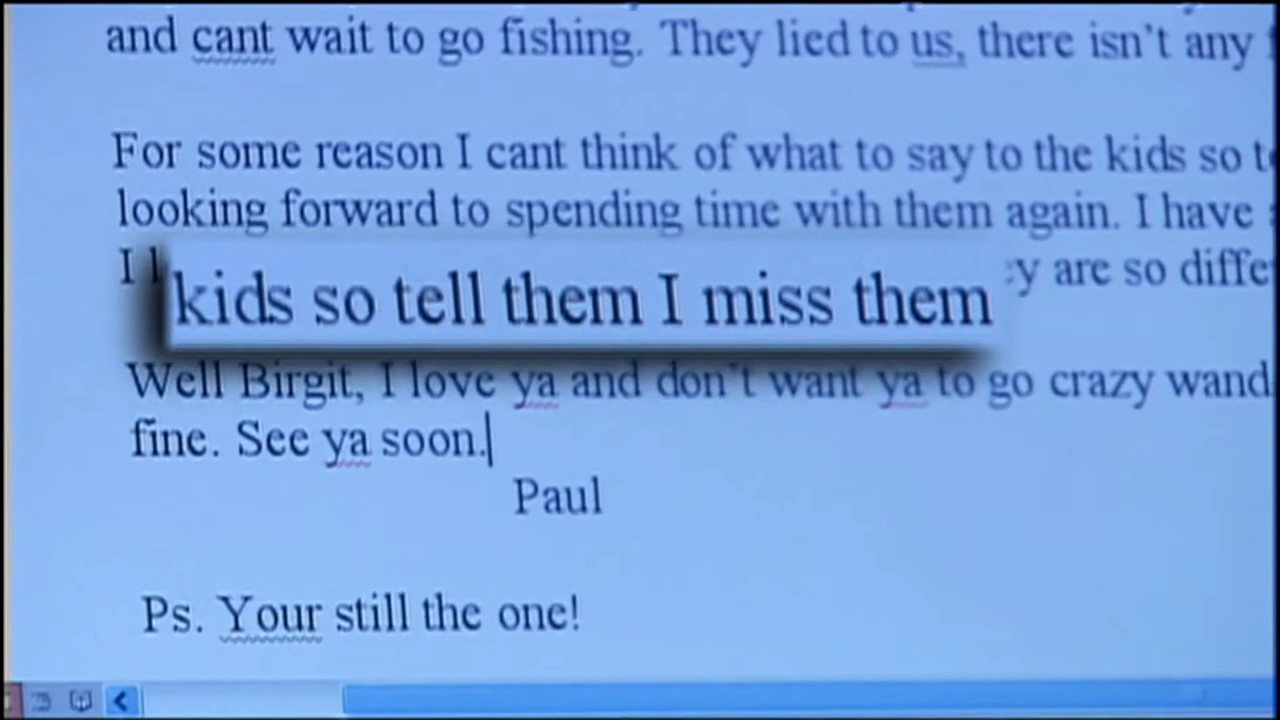 and cant wait to go fishing. They lied to us, there isn't any
For some reason I cant think of what to say to the kids so
looking forward to spending time with them again. I have
I
kids so tell them I miss them
are so
Well Birgit, I love ya and don't want ya to go crazy
fine. See ya soon.
Paul
Ps. Your still the one!